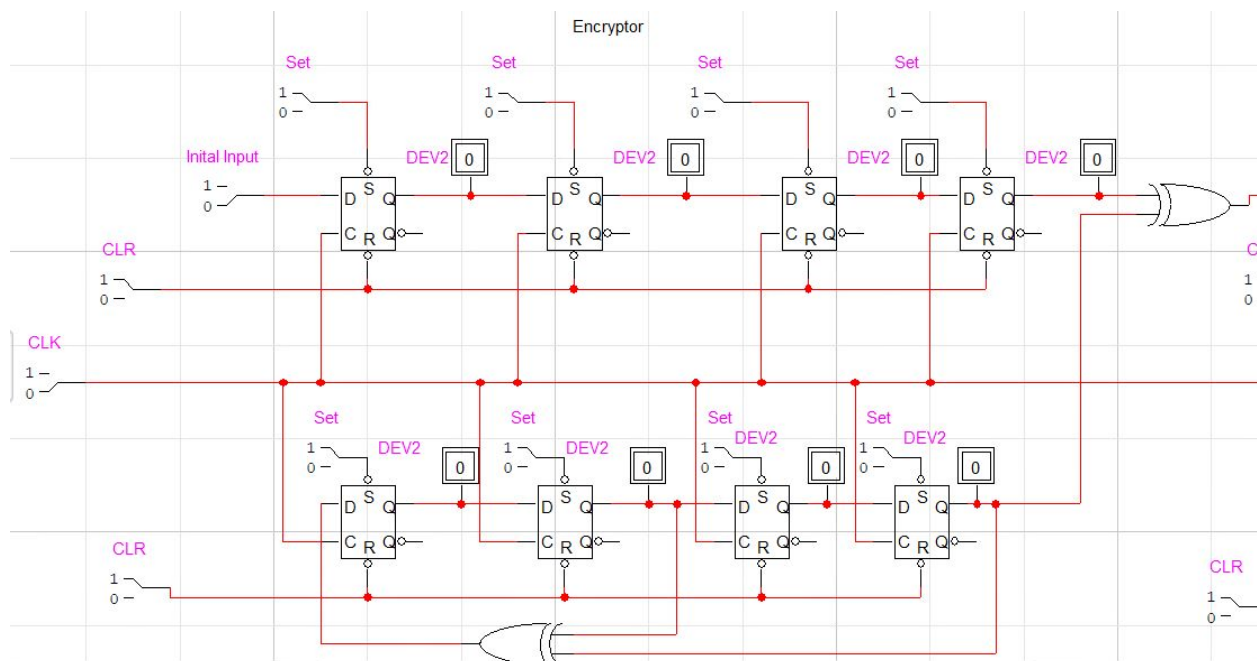 Encryptor
Set Set Set Set
1 1 1 1
0 0 0 0
Inital Input DEV2 0 DEV2 0 DEV2 0 DEV2 0
1
0
S S S S
D Q D Q D Q D Q
C R Q C R Q C R Q C R Q
CLR C
1 1
0 0
CLK
1
0
Set Set Set Set
1 DEV2 1 DEV2 1 DEV2 1 DEV2
0 0 0 0 0 0 0 0
S S S S
D Q D Q D Q D Q
C R Q C R Q C R Q C R Q
CLR CLR
1 1
0 0